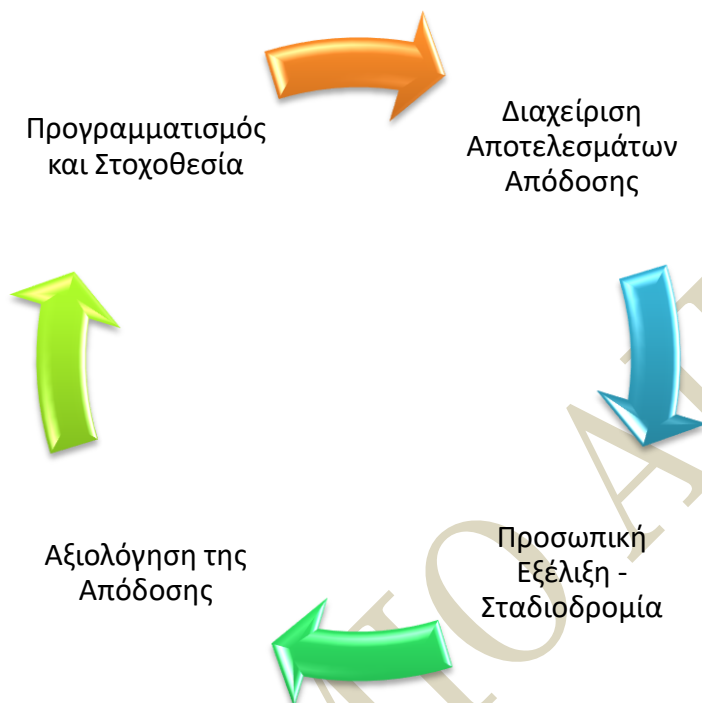 Προγραμματισμός
και Στοχοθεσία
Διαχείριση
Αποτελεσμάτων
Απόδοσης
Προσωπική
Εξέλιξη -
Σταδιοδρομία
Αξιολόγηση της
Απόδοσης